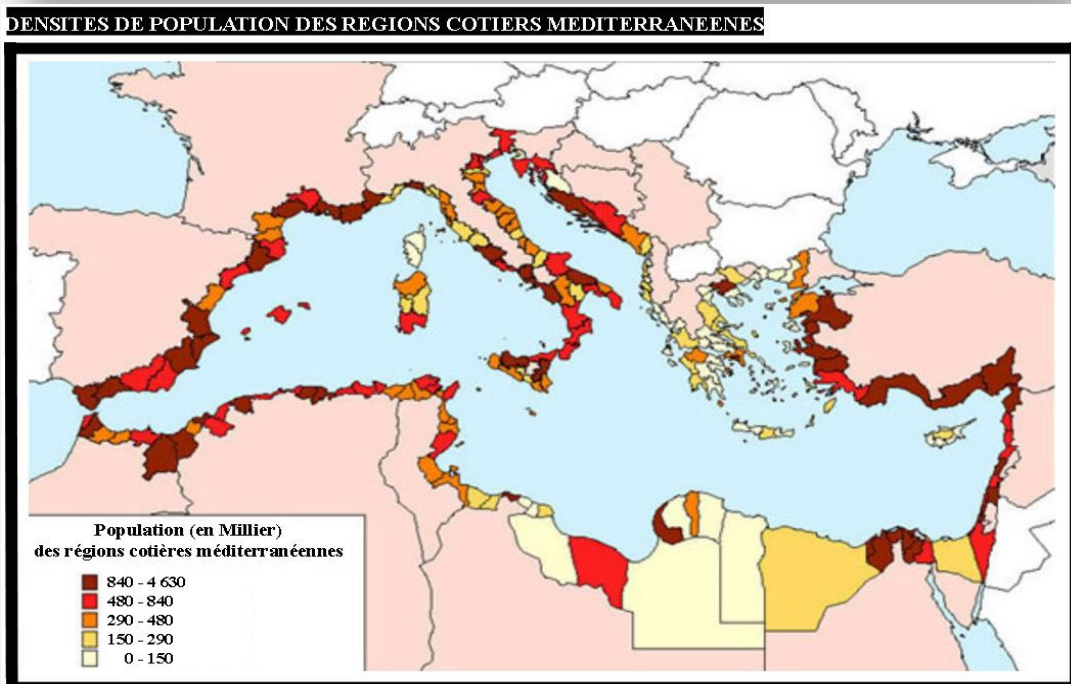 DENSITES DE POPULATION DES REGIONS COTIERS MEDITERRANEENES
Population (en Millier)
des régions cotières méditerranéennes
840 - 4 630
480 - 840
290 - 480
150 - 290
0 - 150